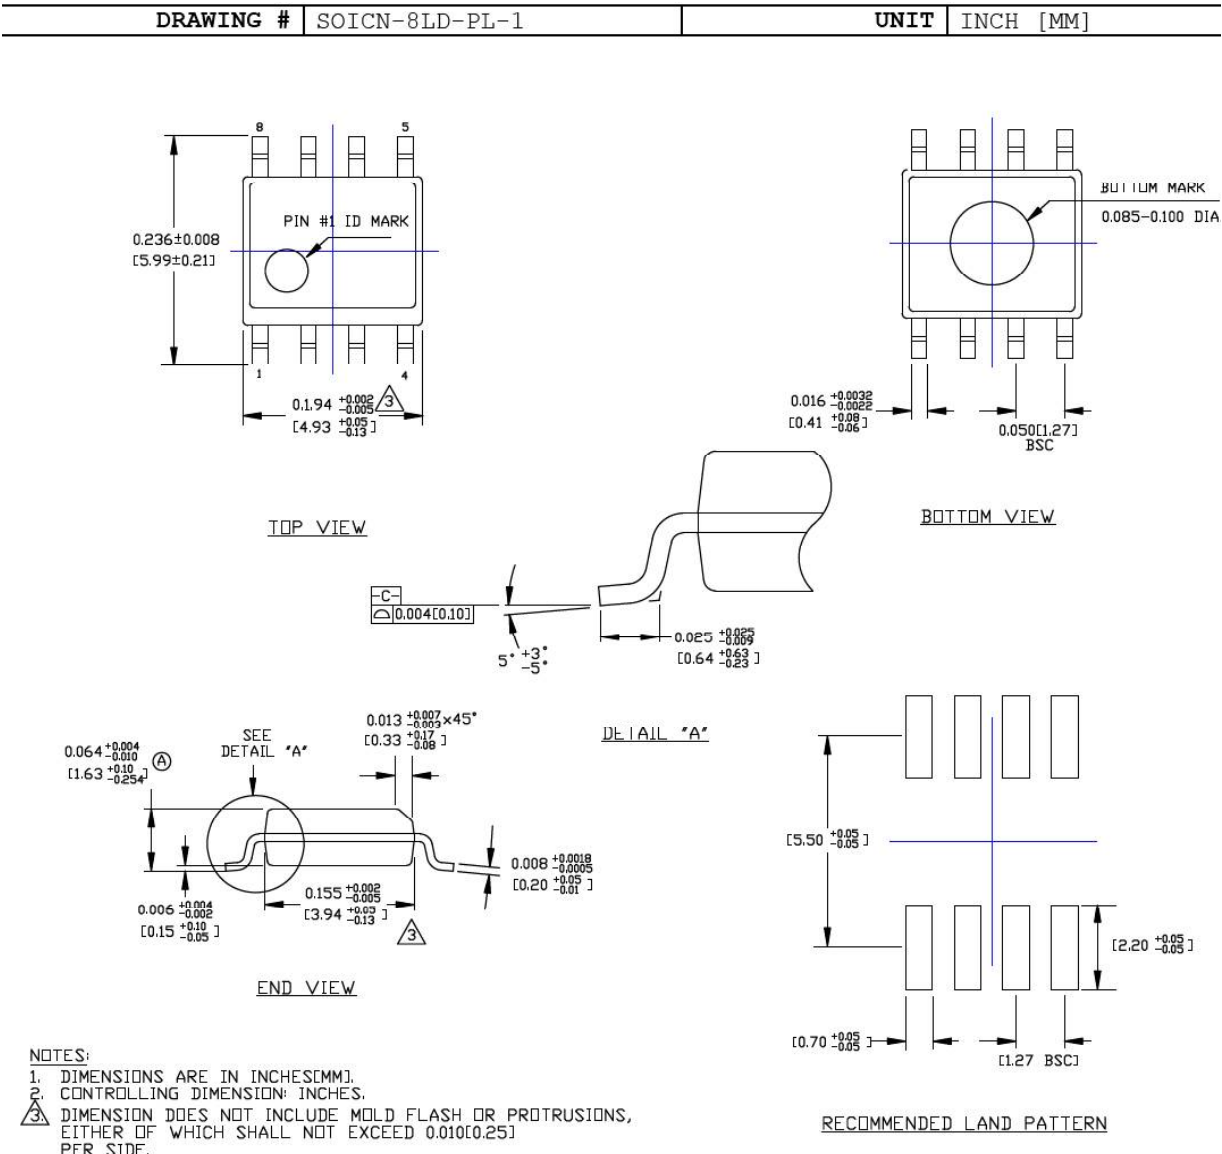 DRAWING # SOICN-8LD-PL-1 UNIT INCH [MM]
8 5
PIN #1 ID MARK
0.236±0.008
[5.99±0.21]
1 4
0.1.94 +0.002 -0.005 3
[4.93 +0.05 -0.13]
TOP VIEW
BOTTOM MARK
0.085-0.100 DIA.
0.016 +0.0032 -0.0022
[0.41 +0.08 -0.06]
0.050[1.27]
BSC
BOTTOM VIEW
-C-
0.004[0.10]
5° +3° -5°
0.025 +0.025 -0.009
[0.64 +0.63 -0.23]
DETAIL "A"
0.064 +0.004 -0.010 A
[1.63 +0.10 -0.254]
SEE
DETAIL "A"
0.013 +0.007 -0.003 ×45°
[0.33 +0.17 -0.08]
0.008 +0.0018 -0.0005
[0.20 +0.05 -0.01]
0.155 +0.002 -0.005
[3.94 +0.05 -0.13]
3
0.006 +0.004 -0.002
[0.15 +0.10 -0.05]
END VIEW
[5.50 +0.05 -0.05]
[2.20 +0.05 -0.05]
[0.70 +0.05 -0.05]
[1.27 BSC]
RECOMMENDED LAND PATTERN
NOTES:
1. DIMENSIONS ARE IN INCHES[MM].
2. CONTROLLING DIMENSION: INCHES.
3. DIMENSION DOES NOT INCLUDE MOLD FLASH OR PROTRUSIONS,
EITHER OF WHICH SHALL NOT EXCEED 0.010[0.25]
PER SIDE.